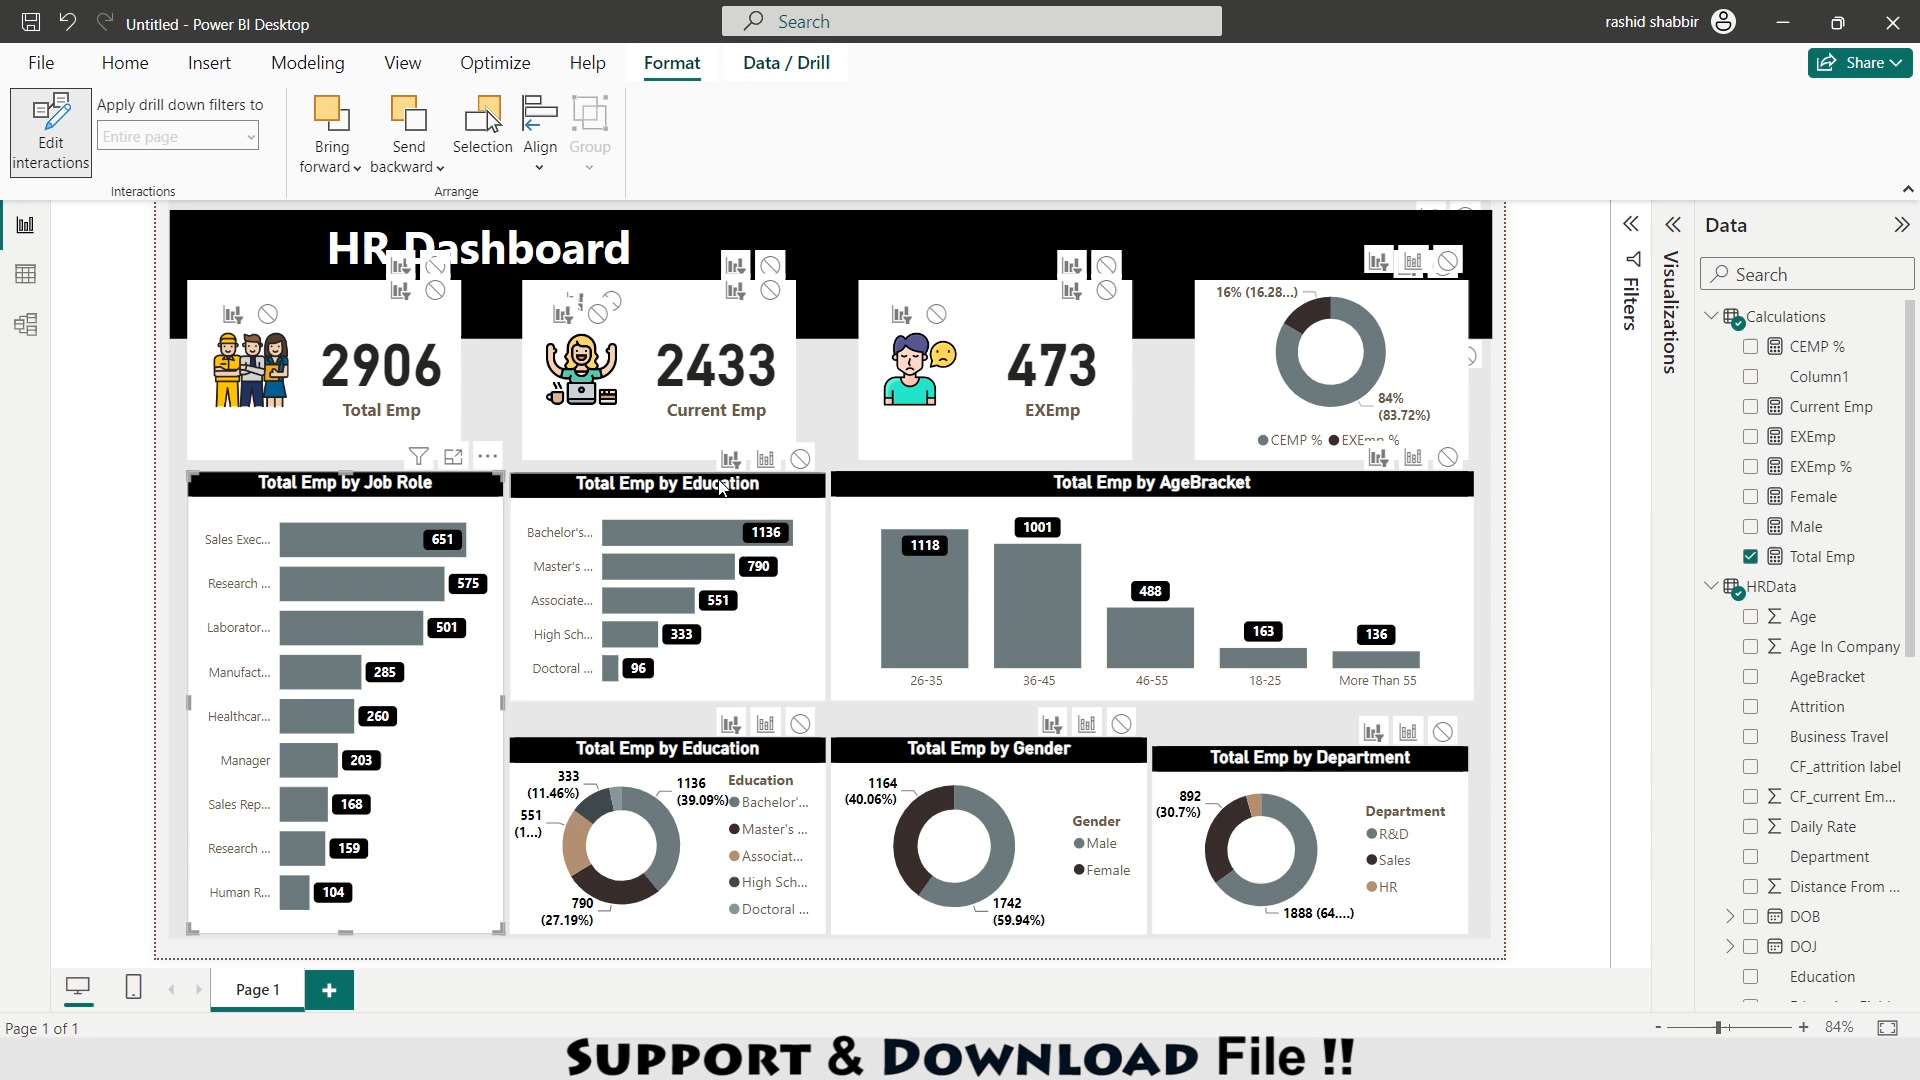 Untitled - Power BI Desktop
Search
rashid shabbir
File
Home
Insert
Modeling
View
Optimize
Help
Format
Data / Drill
Share
Edit
interactions
Apply drill down filters to
Entire page
Interactions
Bring
forward
Send
backward
Selection
Align
Group
Arrange
HR Dashboard
2906
Total Emp
2433
Current Emp
473
EXEmp
16% (16.28...)
84%
(83.72%)
CEMP %
EXEmp %
Total Emp by Job Role
Sales Exec...
651
Research ...
575
Laborator...
501
Manufact...
285
Healthcar...
260
Manager
203
Sales Rep...
168
Research ...
159
Human R...
104
Total Emp by Education
Bachelor's...
1136
Master's ...
790
Associate...
551
High Sch...
333
Doctoral ...
96
Total Emp by AgeBracket
1118
1001
488
163
136
26-35
36-45
46-55
18-25
More Than 55
Total Emp by Education
333
(11.46%)
551
(1...)
790
(27.19%)
1136
(39.09%)
Education
Bachelor'...
Master's ...
Associat...
High Sch...
Doctoral ...
Total Emp by Gender
1164
(40.06%)
1742
(59.94%)
Gender
Male
Female
Total Emp by Department
892
(30.7%)
1888 (64....)
Department
R&D
Sales
HR
Filters
Visualizations
Data
Search
Calculations
CEMP %
Column1
Current Emp
EXEmp
EXEmp %
Female
Male
Total Emp
HRData
Age
Age In Company
AgeBracket
Attrition
Business Travel
CF_attrition label
CF_current Em...
Daily Rate
Department
Distance From ...
DOB
DOJ
Education
Page 1
Page 1 of 1
- + 84%
SUPPORT & DOWNLOAD File !!